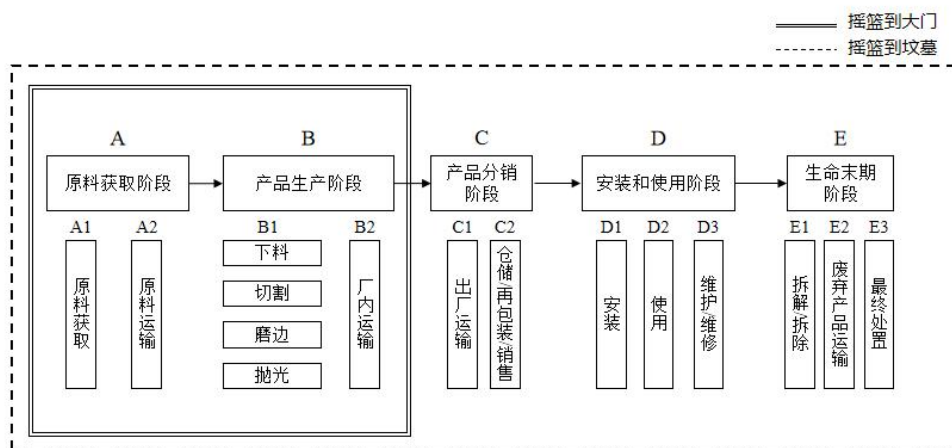 摇篮到大门
摇篮到坟墓
A
B
C
D
E
原料获取阶段
产品生产阶段
产品分销
阶段
安装和使用阶段
生命末期
阶段
A1
A2
B1
B2
C1
C2
D1
D2
D3
E1
E2
E3
原料获取
原料运输
下料
切割
磨边
抛光
厂内运输
出厂运输
仓储/再包装/销售
安装
使用
维护/维修
拆解/拆除
废弃产品运输
最终处置